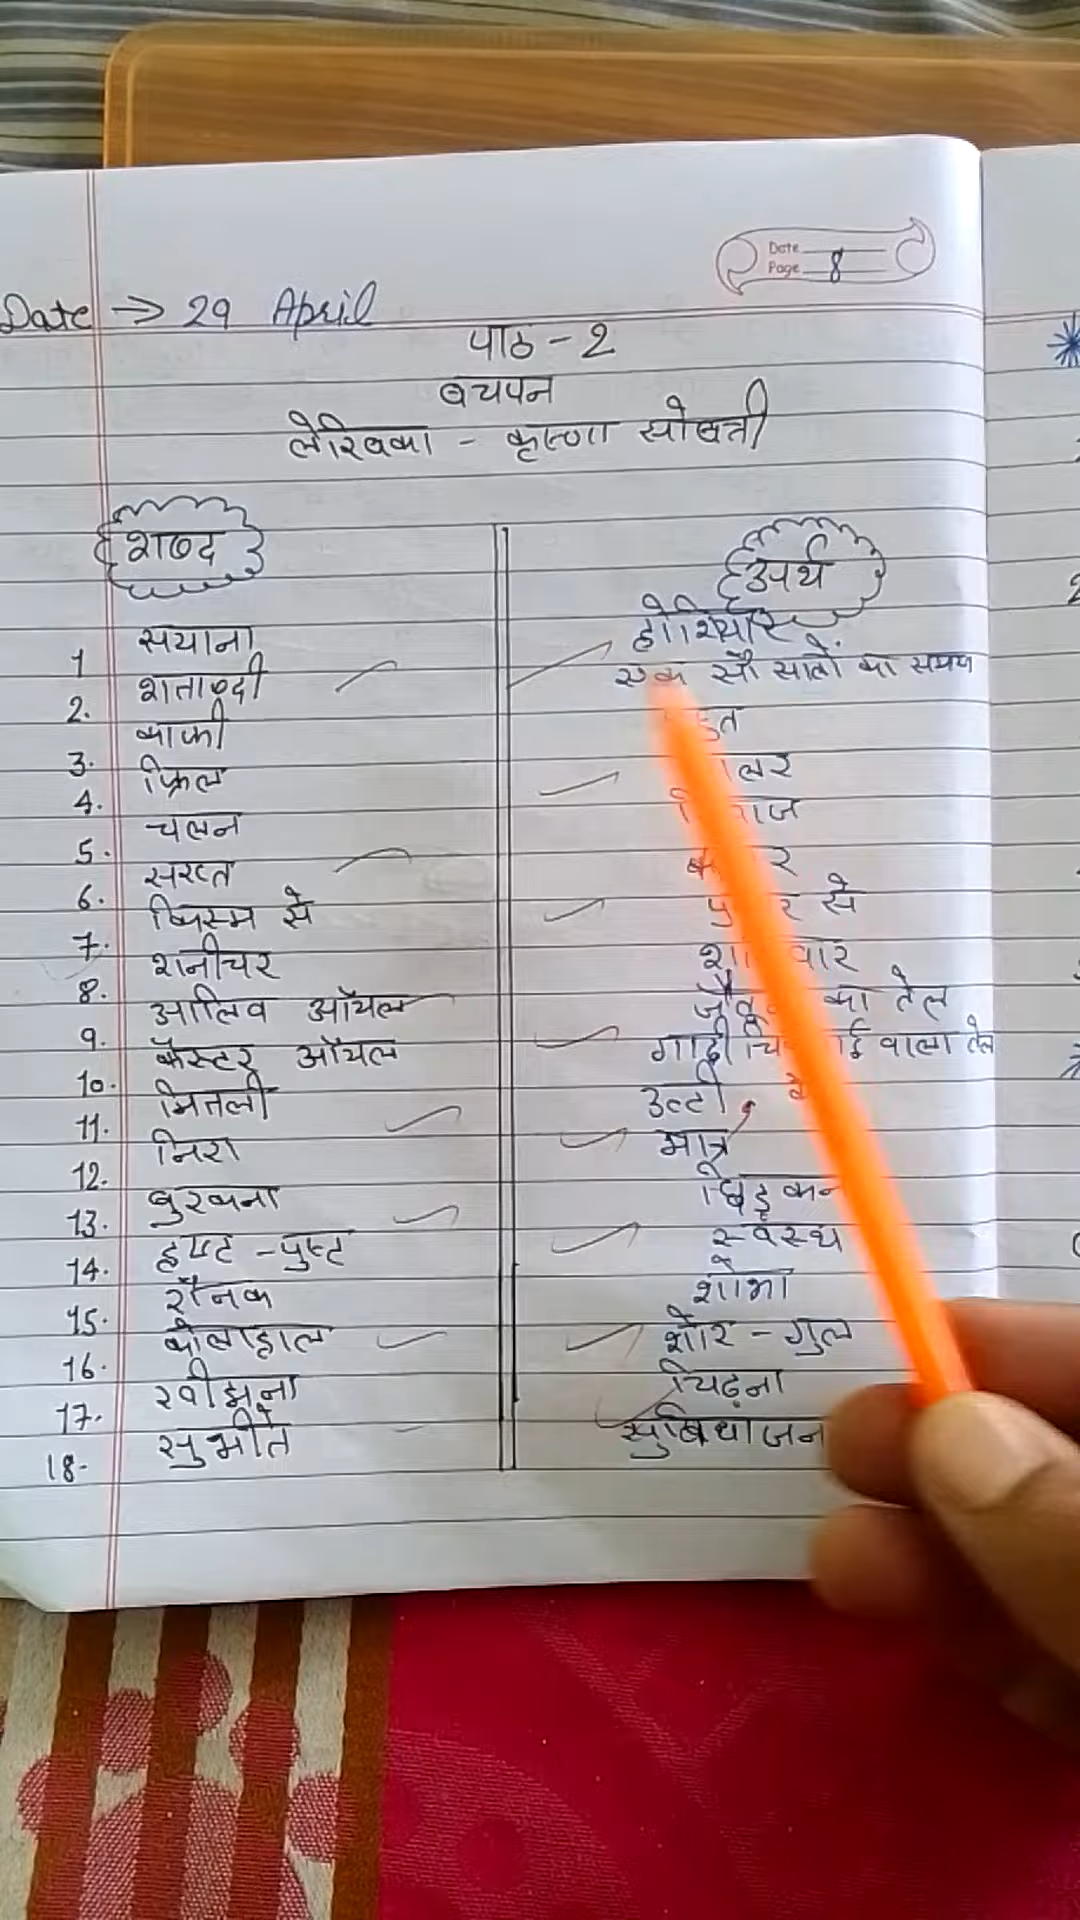 Date
Page 8
Date → 29 April
पाठ - 2
बचपन
लेखिका - कृष्णा सोबती
शब्द अर्थ
1 सयाना होशियार
2. शताब्दी एक सौ सालों का समय
3. काफी
4. फ्रिल
5. चलन
6. सख्त
7. किस्म से से
8. शनीचर
9. आलिव ऑयल का तेल
10. कैस्टर ऑयल गाढ़ी वाला तेल
11. मितली उल्टी,
12. निरा मात्र
13. बुरकना छिड़कन
14. हष्ट - पुष्ट स्वस्थ
15. रौनक शोभा
16. कोलाहाल शोर - गुल
17. खीझना चिढ़ना
18. सुभीते सुबिधाजन